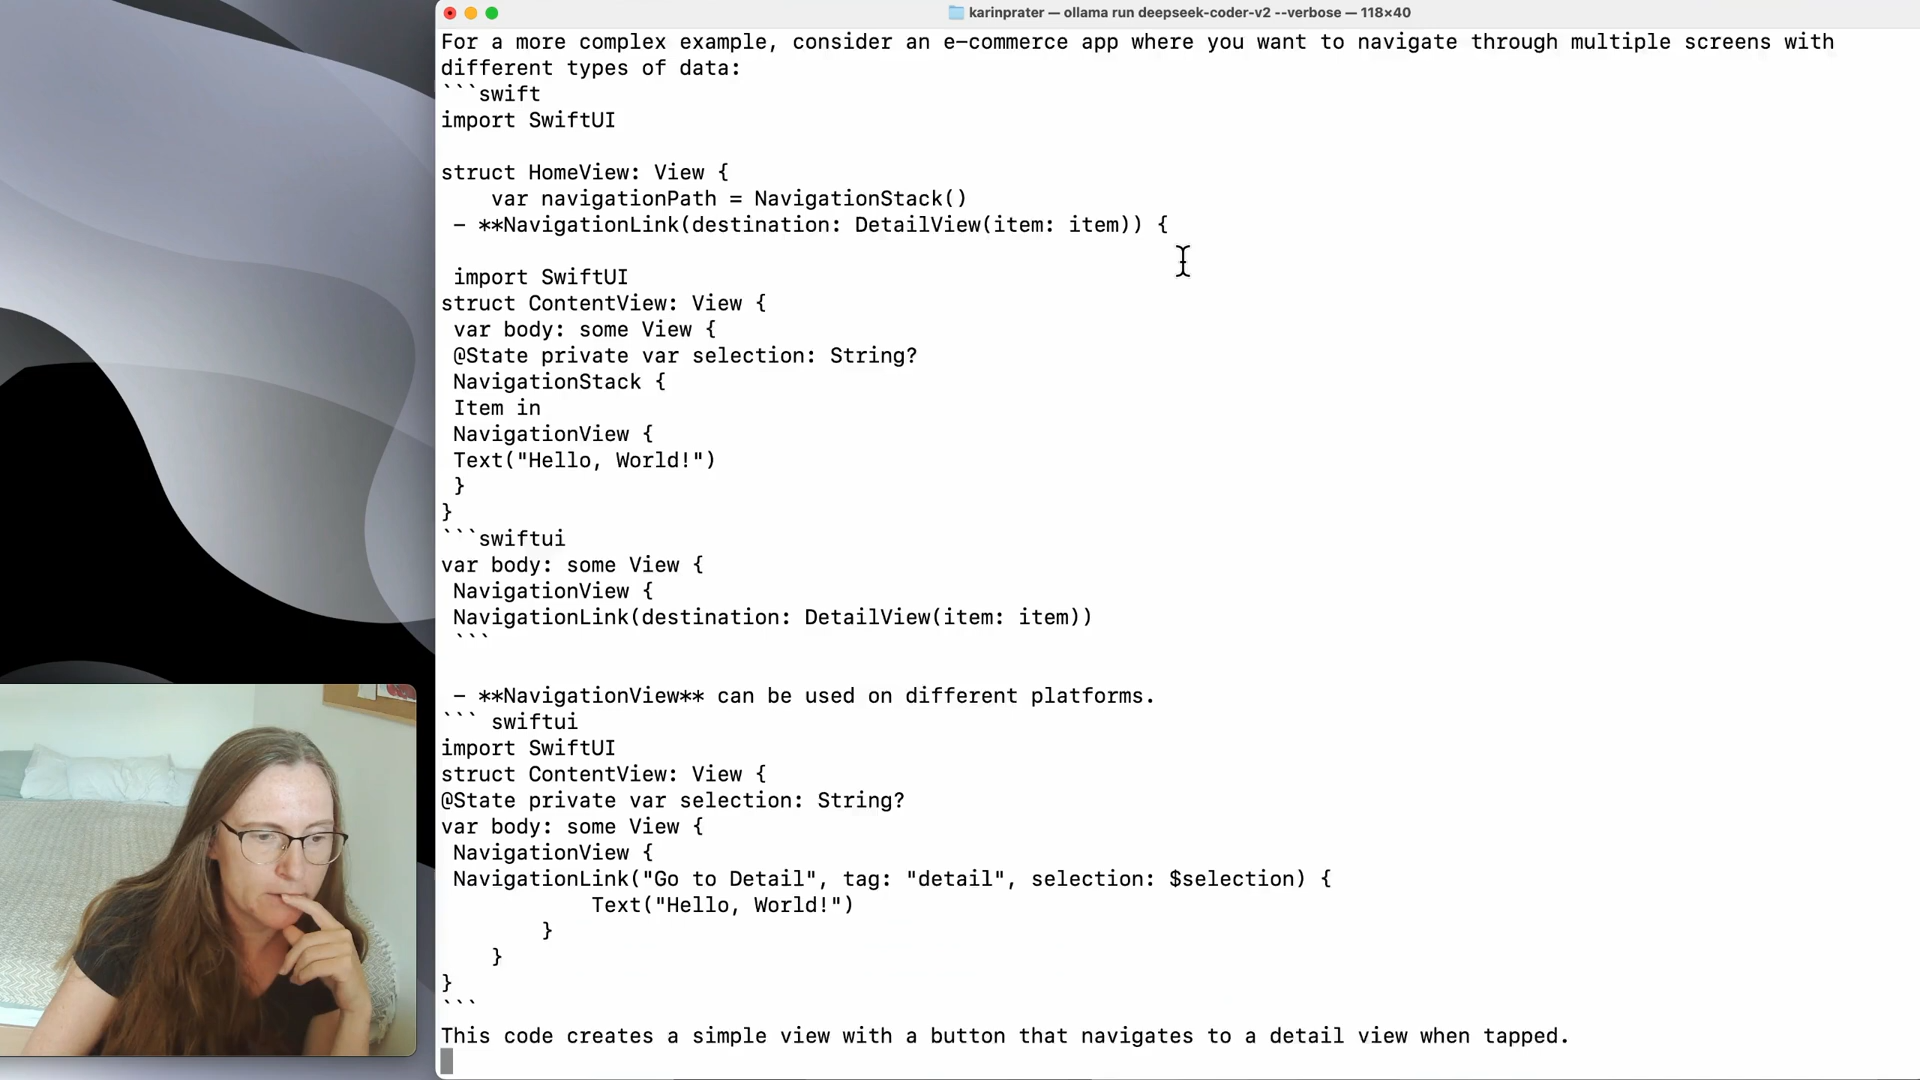 karinprater — ollama run deepseek-coder-v2 --verbose — 118×40
For a more complex example, consider an e-commerce app where you want to navigate through multiple screens with
different types of data:
```swift
import SwiftUI
struct HomeView: View {
    var navigationPath = NavigationStack()
 - **NavigationLink(destination: DetailView(item: item)) {
 import SwiftUI
struct ContentView: View {
 var body: some View {
 @State private var selection: String?
 NavigationStack {
 Item in
 NavigationView {
 Text("Hello, World!")
 }
}
```swiftui
var body: some View {
 NavigationView {
 NavigationLink(destination: DetailView(item: item))
 ```
 - **NavigationView** can be used on different platforms.
``` swiftui
import SwiftUI
struct ContentView: View {
@State private var selection: String?
var body: some View {
 NavigationView {
 NavigationLink("Go to Detail", tag: "detail", selection: $selection) {
            Text("Hello, World!")
        }
    }
}
```
This code creates a simple view with a button that navigates to a detail view when tapped.